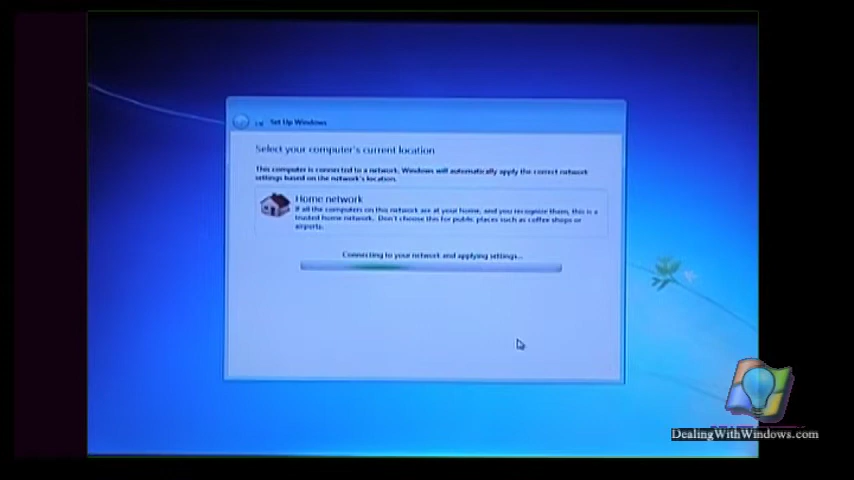 Set Up Windows
Select your computer's current location
This computer is connected to a network. Windows will automatically apply the correct network
settings based on the network's location.
Home network
If all the computers on this network are at your home, and you recognize them, this is a
trusted home network. Don't choose this for public places such as coffee shops or
airports.
Connecting to your network and applying settings...
DealingWithWindows.com